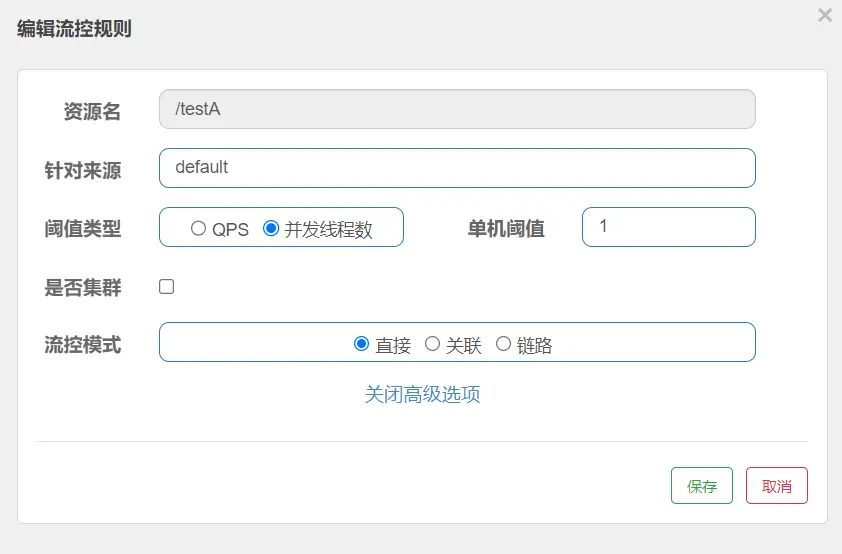 编辑流控规则
×
资源名 /testA
针对来源 default
阈值类型 QPS 并发线程数 单机阈值 1
是否集群
流控模式 直接 关联 链路
关闭高级选项
保存 取消